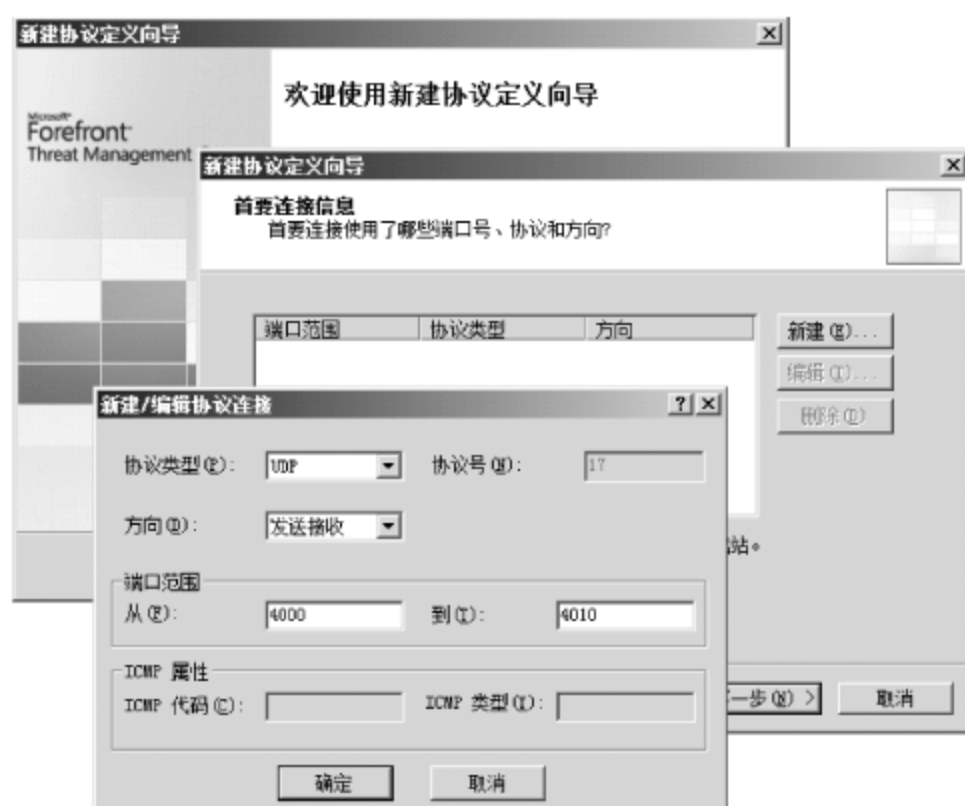 新建协议定义向导
欢迎使用新建协议定义向导
Microsoft
Forefront
Threat Management
新建协议定义向导
首要连接信息
首要连接使用了哪些端口号、协议和方向?
端口范围 协议类型 方向
新建(E)...
编辑(I)...
删除(D)
新建/编辑协议连接
协议类型(P): UDP 协议号(N): 17
方向(D): 发送接收
站。
端口范围
从(F): 4000 到(T): 4010
ICMP 属性
ICMP 代码(C): ICMP 类型(Y):
一步(N) > 取消
确定 取消